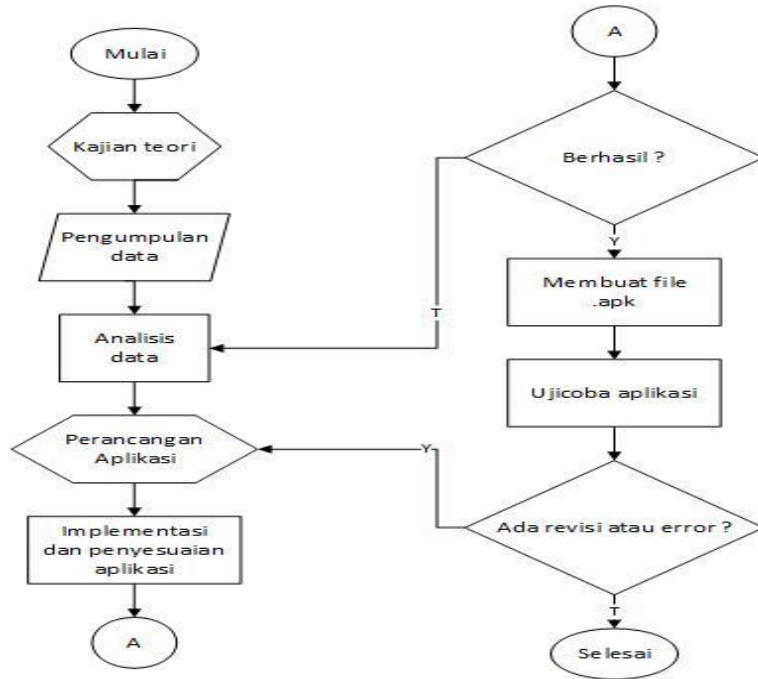 Mulai
Kajian teori
Pengumpulan
data
Analisis
data
Perancangan
Aplikasi
Implementasi
dan penyesuaian
aplikasi
A
A
Berhasil ?
T
Y
Membuat file
.apk
Ujicoba aplikasi
Y
Ada revisi atau error ?
T
Selesai